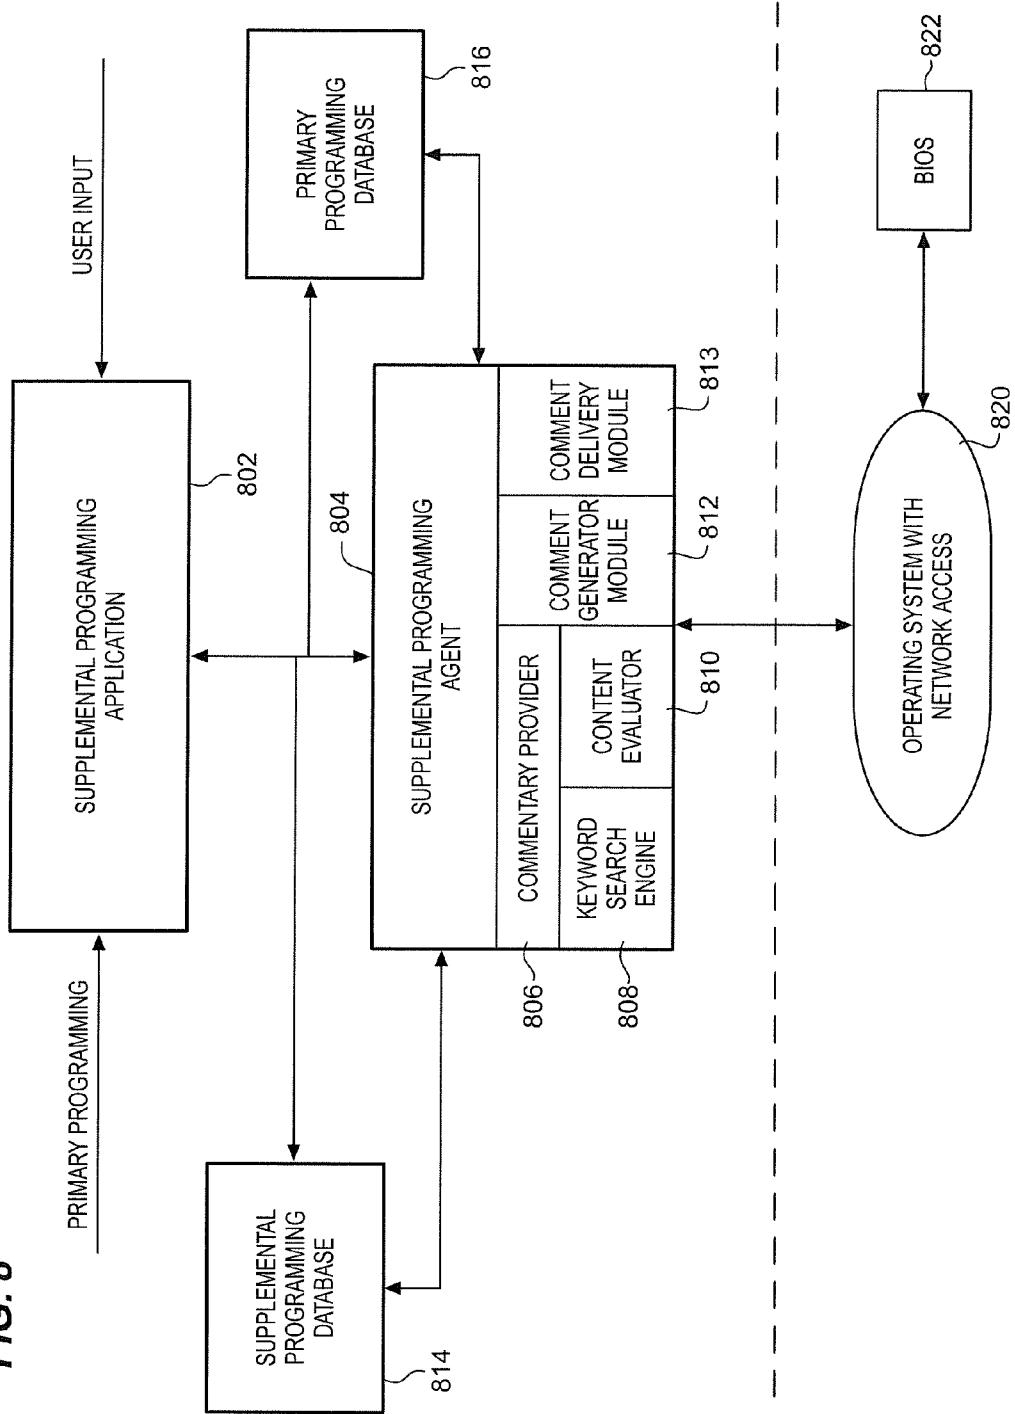 FIG. 8
PRIMARY PROGRAMMING
SUPPLEMENTAL PROGRAMMING
APPLICATION
USER INPUT
802
SUPPLEMENTAL
PROGRAMMING
DATABASE
814
PRIMARY
PROGRAMMING
DATABASE
816
804
SUPPLEMENTAL PROGRAMMING
AGENT
COMMENTARY PROVIDER
806
KEYWORD
SEARCH
ENGINE
808
CONTENT
EVALUATOR
810
COMMENT
GENERATOR
MODULE
812
COMMENT
DELIVERY
MODULE
813
OPERATING SYSTEM WITH
NETWORK ACCESS
820
BIOS
822